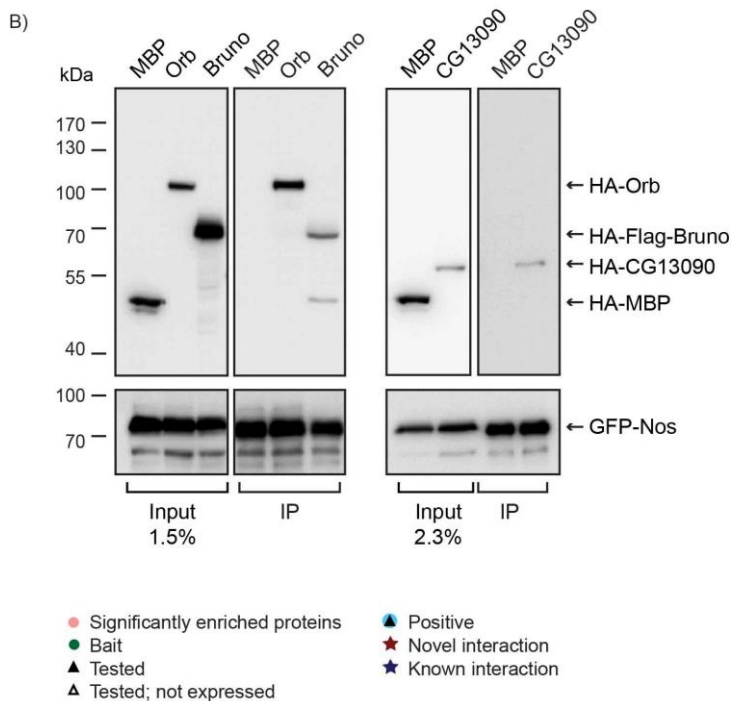 B)
MBP Orb Bruno MBP Orb Bruno MBP CG13090 MBP CG13090
kDa
170
130
100
70
55
40
← HA-Orb
← HA-Flag-Bruno
← HA-CG13090
← HA-MBP
100
70
← GFP-Nos
Input IP Input IP
1.5% 2.3%
Significantly enriched proteins
Bait
Tested
Tested; not expressed
Positive
Novel interaction
Known interaction